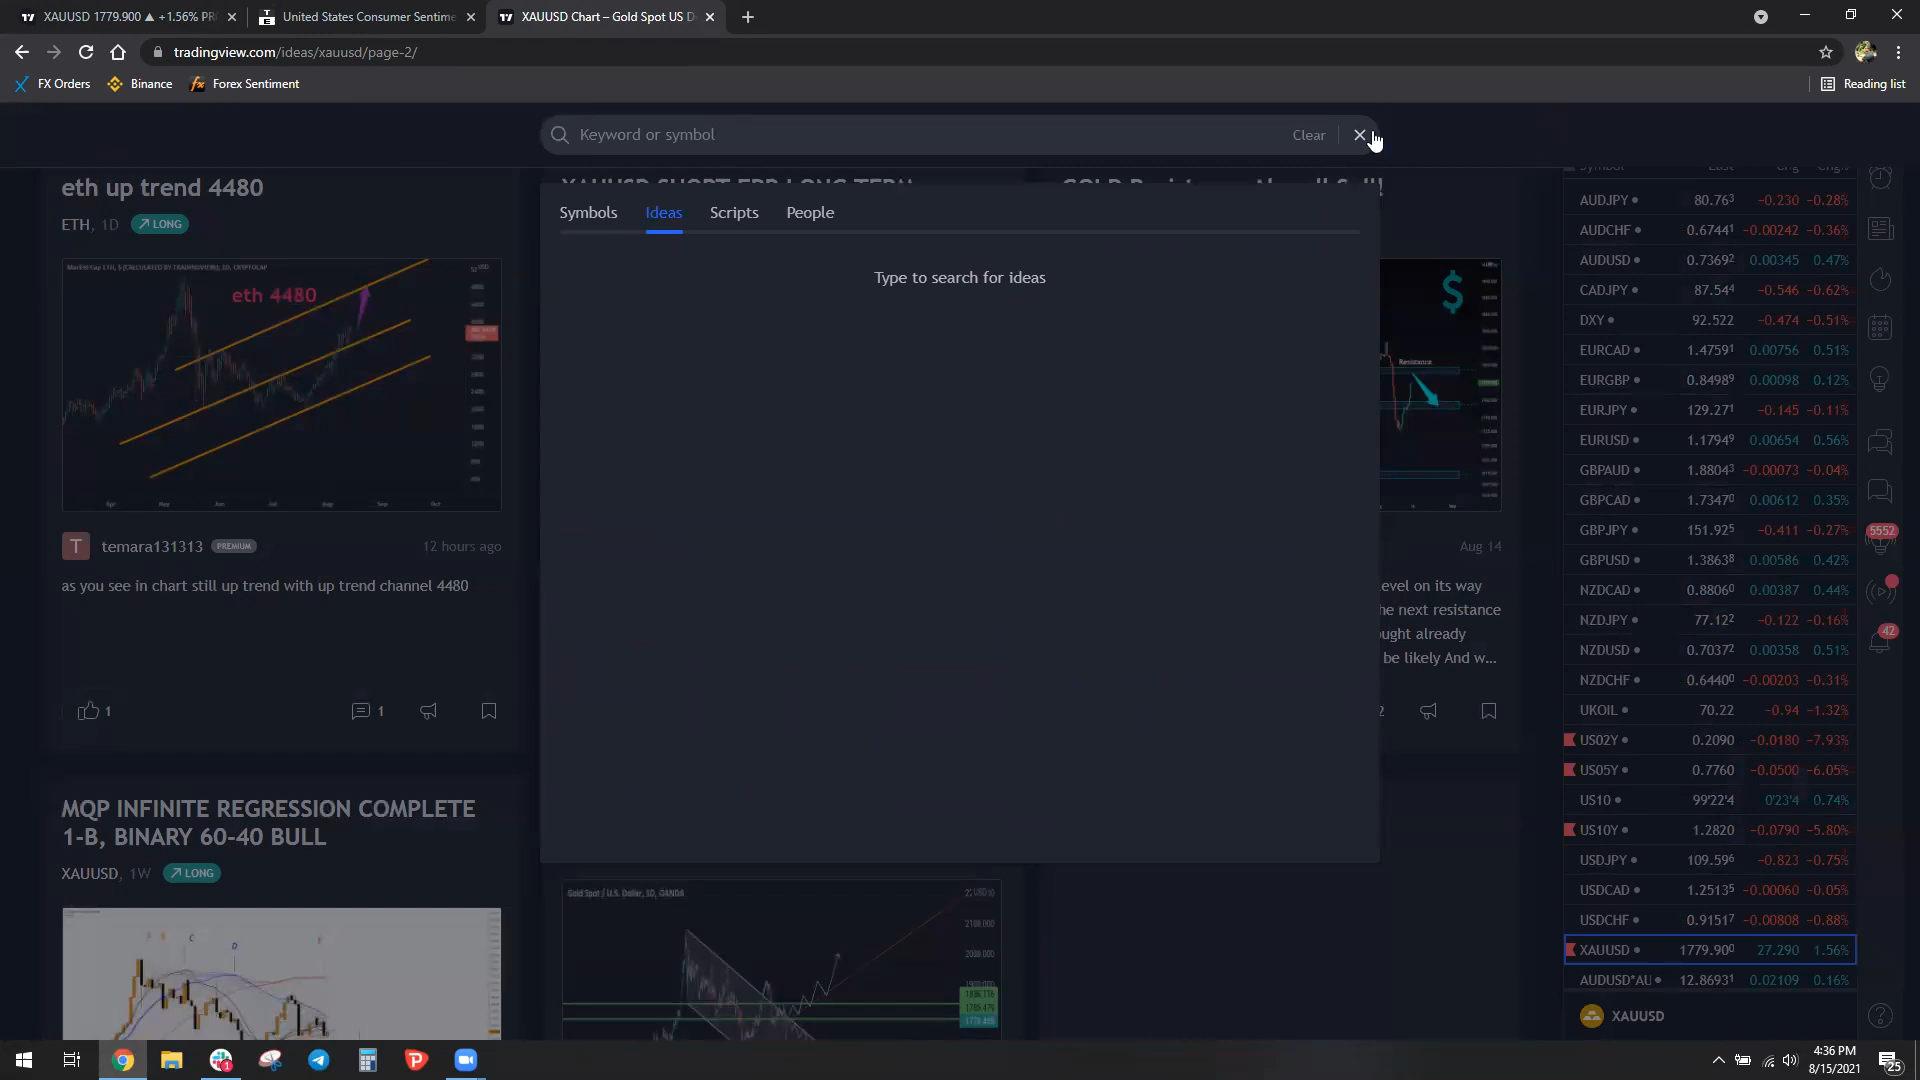 XAUUSD 1779.900 ▲ +1.56% PR
United States Consumer Sentime
XAUUSD Chart – Gold Spot US D
tradingview.com/ideas/xauusd/page-2/
FX Orders
Binance
Forex Sentiment
Reading list
Keyword or symbol
Clear
Symbols
Ideas
Scripts
People
Type to search for ideas
eth up trend 4480
ETH, 1D
LONG
eth 4480
T
temara131313
PREMIUM
12 hours ago
as you see in chart still up trend with up trend channel 4480
1
1
MQP INFINITE REGRESSION COMPLETE
1-B, BINARY 60-40 BULL
XAUUSD, 1W
LONG
Gold Spot / U.S. Dollar, 1D, OANDA
2100.000
2000.000
Resistance
$
Aug 14
evel on its way
he next resistance
ught already
be likely And w...
2
AUDJPY 80.763 −0.230 −0.28%
AUDCHF 0.67441 −0.00242 −0.36%
AUDUSD 0.73692 0.00345 0.47%
CADJPY 87.544 −0.546 −0.62%
DXY 92.522 −0.474 −0.51%
EURCAD 1.47591 0.00756 0.51%
EURGBP 0.84989 0.00098 0.12%
EURJPY 129.271 −0.145 −0.11%
EURUSD 1.17949 0.00654 0.56%
GBPAUD 1.88043 −0.00073 −0.04%
GBPCAD 1.73470 0.00612 0.35%
GBPJPY 151.925 −0.411 −0.27%
GBPUSD 1.38638 0.00586 0.42%
NZDCAD 0.88060 0.00387 0.44%
NZDJPY 77.122 −0.122 −0.16%
NZDUSD 0.70372 0.00358 0.51%
NZDCHF 0.64400 −0.00203 −0.31%
UKOIL 70.22 −0.94 −1.32%
US02Y 0.2090 −0.0180 −7.93%
US05Y 0.7760 −0.0500 −6.05%
US10 99'22'4 0'23'4 0.74%
US10Y 1.2820 −0.0790 −5.80%
USDJPY 109.596 −0.823 −0.75%
USDCAD 1.25135 −0.00060 −0.05%
USDCHF 0.91517 −0.00808 −0.88%
XAUUSD 1779.900 27.290 1.56%
AUDUSD*AU 12.86931 0.02109 0.16%
XAUUSD
5552
42
1
4:36 PM
8/15/2021
25